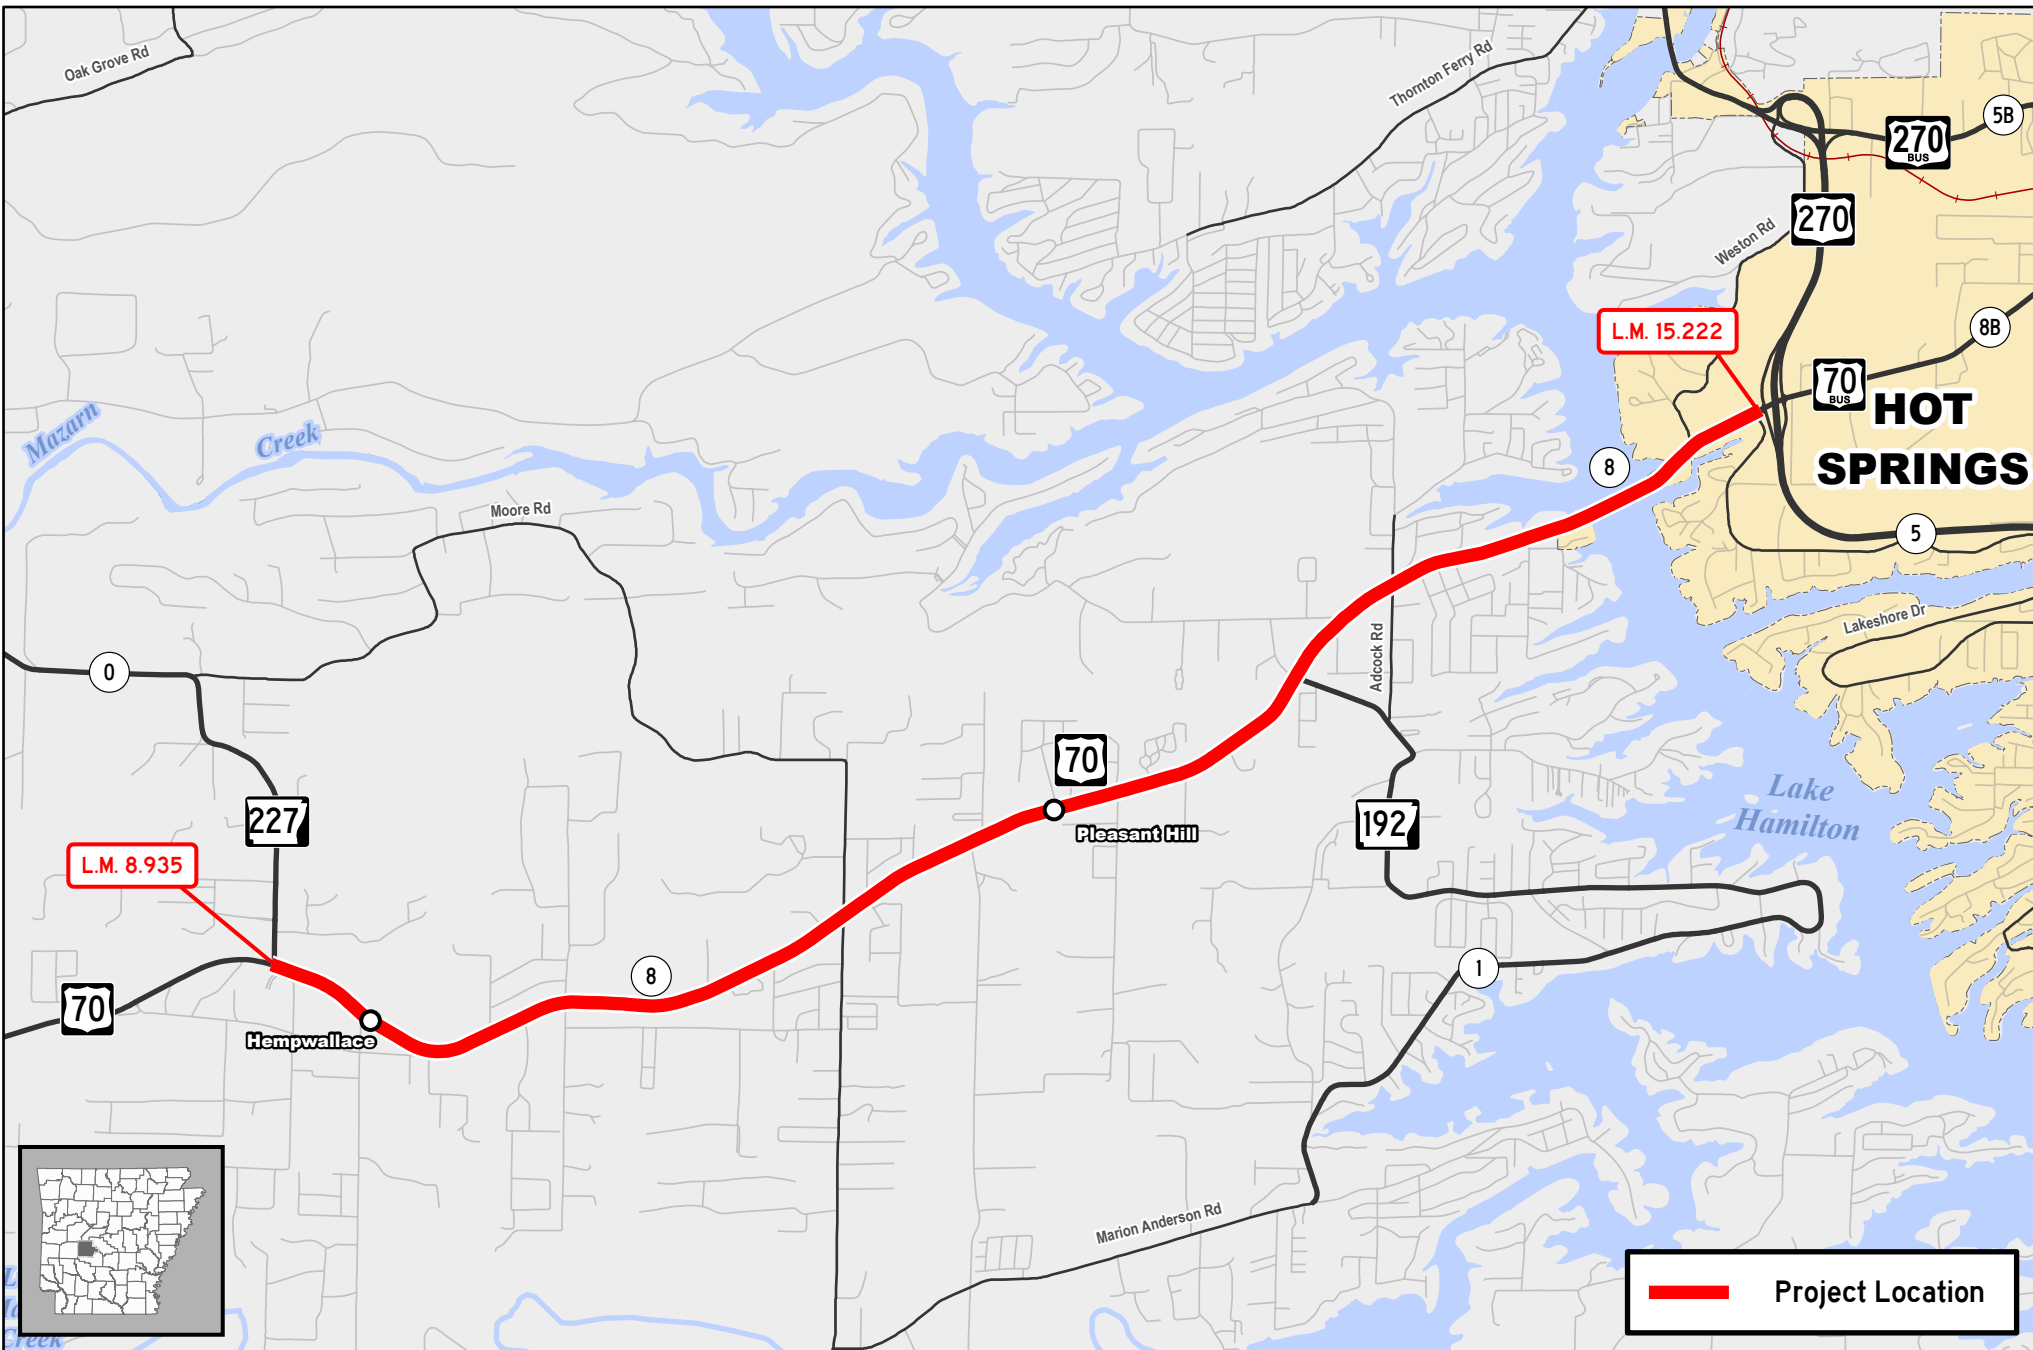 Oak Grove Rd
Thornton Ferry Rd
5B
270
BUS
270
Weston Rd
L.M. 15.222
8B
70
BUS
HOT
SPRINGS
Mazarn
Creek
8
Moore Rd
5
Lakeshore Dr
Adcock Rd
0
70
Pleasant Hill
Lake
Hamilton
227
192
L.M. 8.935
8
1
70
Hempwallace
Marion Anderson Rd
Creek
Project Location